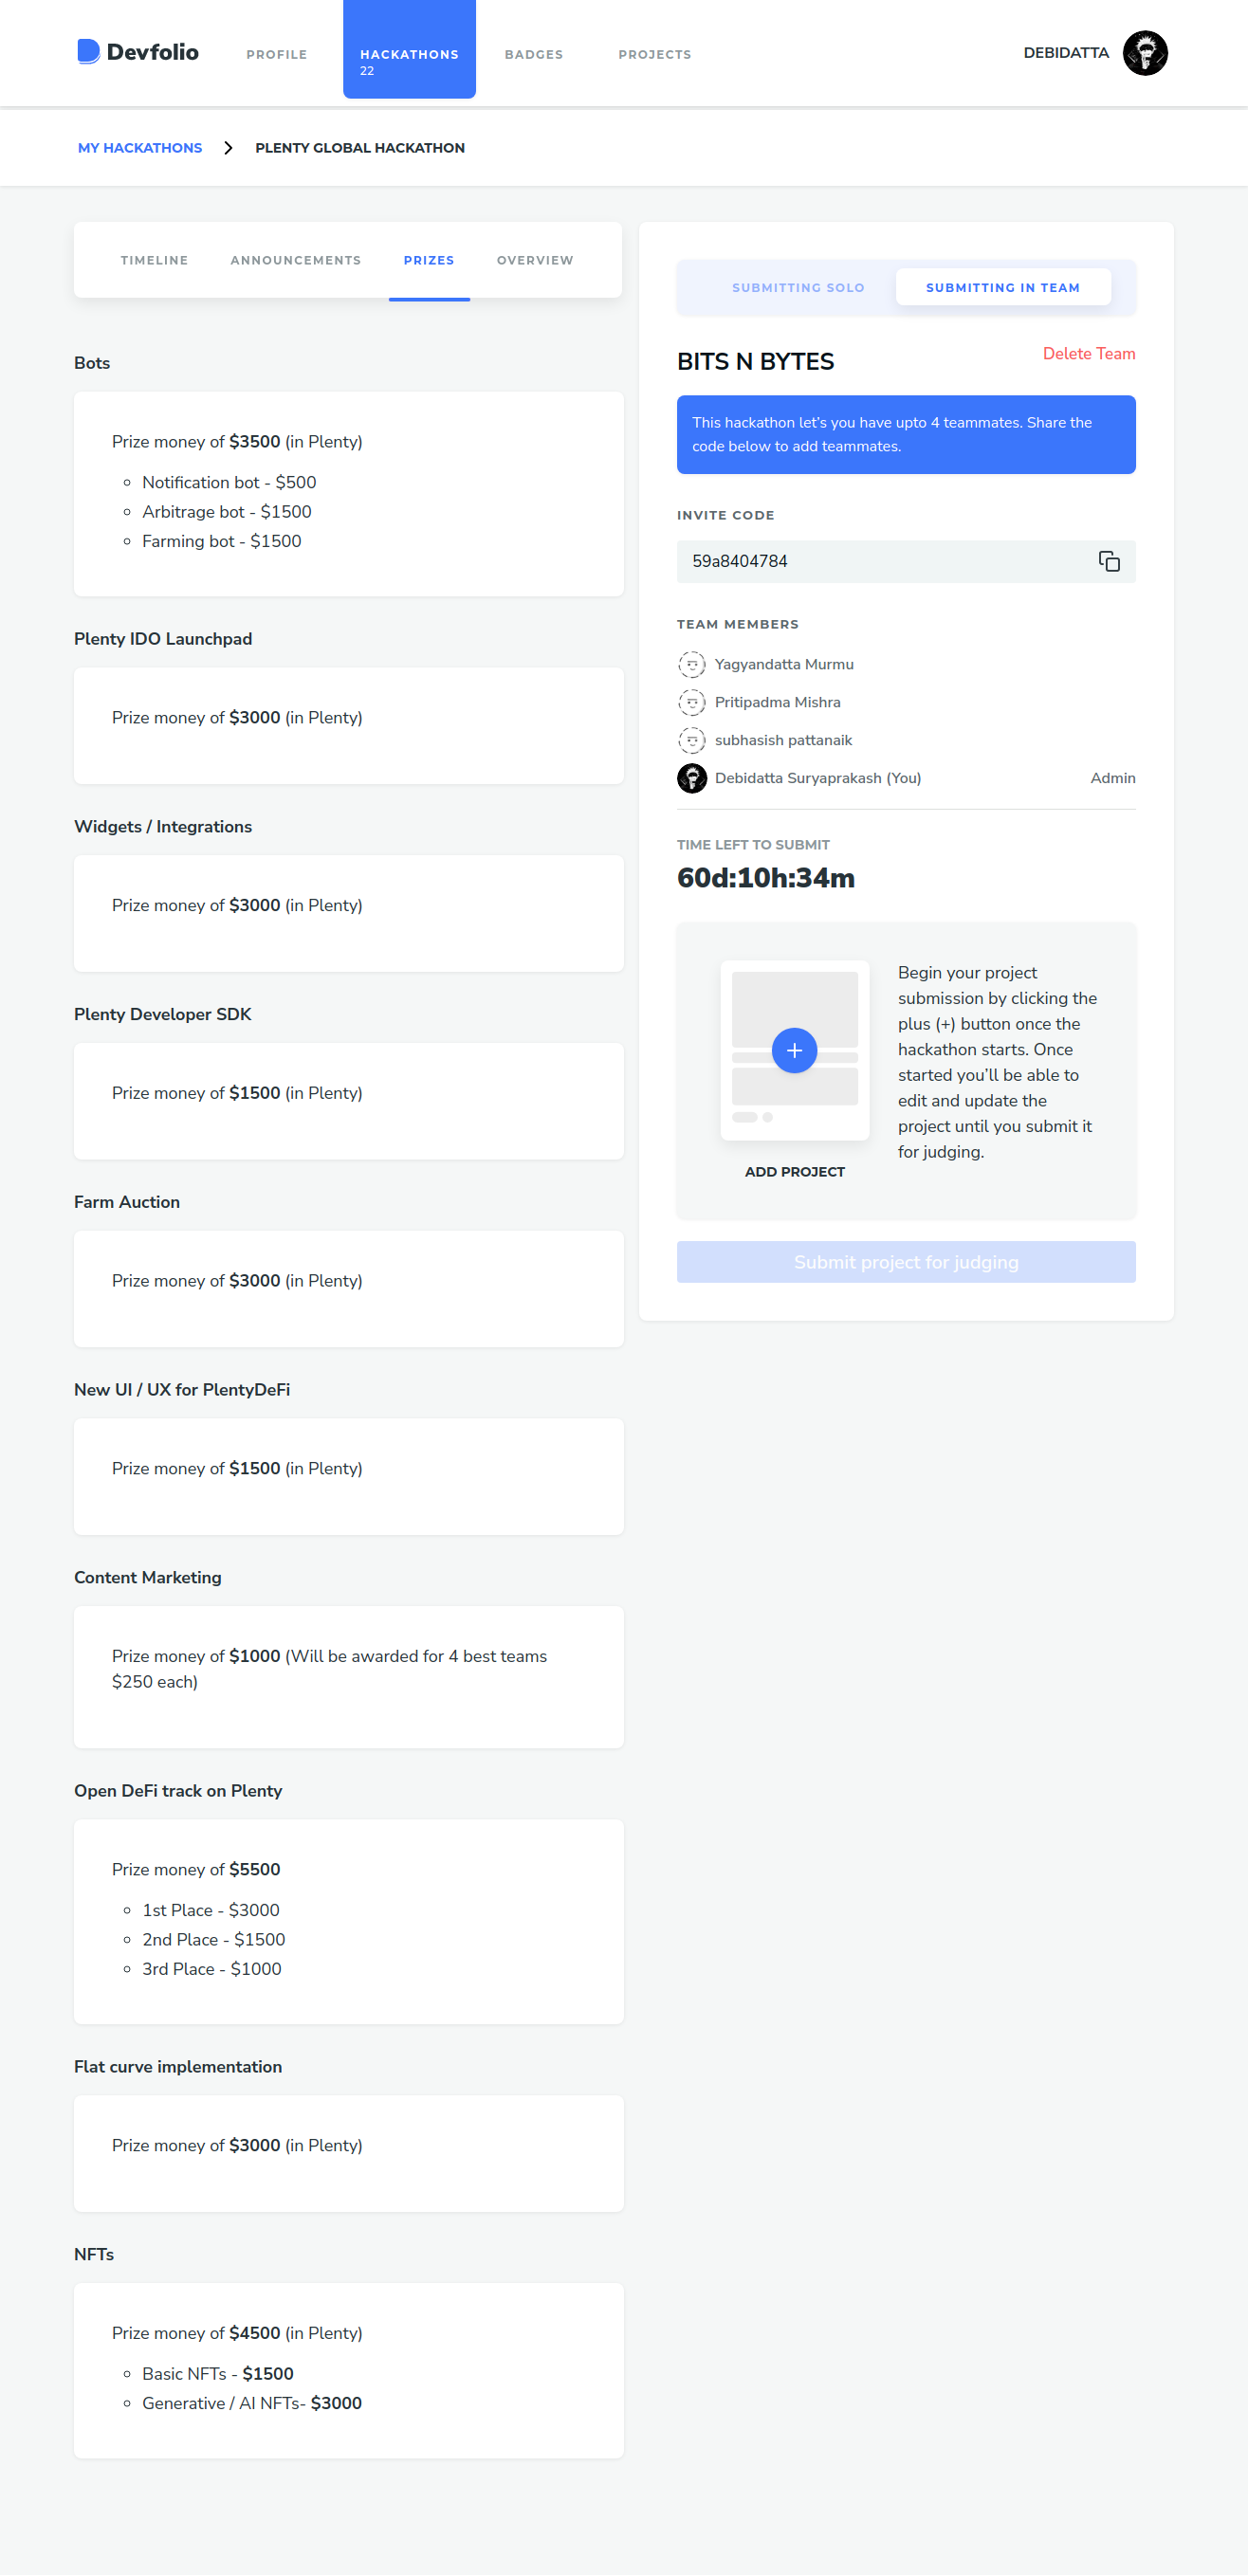 Devfolio
PROFILE
HACKATHONS
22
BADGES
PROJECTS
DEBIDATTA
MY HACKATHONS
PLENTY GLOBAL HACKATHON
TIMELINE
ANNOUNCEMENTS
PRIZES
OVERVIEW
Bots
Prize money of $3500 (in Plenty)
Notification bot - $500
Arbitrage bot - $1500
Farming bot - $1500
Plenty IDO Launchpad
Prize money of $3000 (in Plenty)
Widgets / Integrations
Prize money of $3000 (in Plenty)
Plenty Developer SDK
Prize money of $1500 (in Plenty)
Farm Auction
Prize money of $3000 (in Plenty)
New UI / UX for PlentyDeFi
Prize money of $1500 (in Plenty)
Content Marketing
Prize money of $1000 (Will be awarded for 4 best teams
$250 each)
Open DeFi track on Plenty
Prize money of $5500
1st Place - $3000
2nd Place - $1500
3rd Place - $1000
Flat curve implementation
Prize money of $3000 (in Plenty)
NFTs
Prize money of $4500 (in Plenty)
Basic NFTs - $1500
Generative / AI NFTs- $3000
SUBMITTING SOLO
SUBMITTING IN TEAM
BITS N BYTES
Delete Team
This hackathon let's you have upto 4 teammates. Share the
code below to add teammates.
INVITE CODE
59a8404784
TEAM MEMBERS
Yagyandatta Murmu
Pritipadma Mishra
subhasish pattanaik
Debidatta Suryaprakash (You)
Admin
TIME LEFT TO SUBMIT
60d:10h:34m
ADD PROJECT
Begin your project
submission by clicking the
plus (+) button once the
hackathon starts. Once
started you'll be able to
edit and update the
project until you submit it
for judging.
Submit project for judging